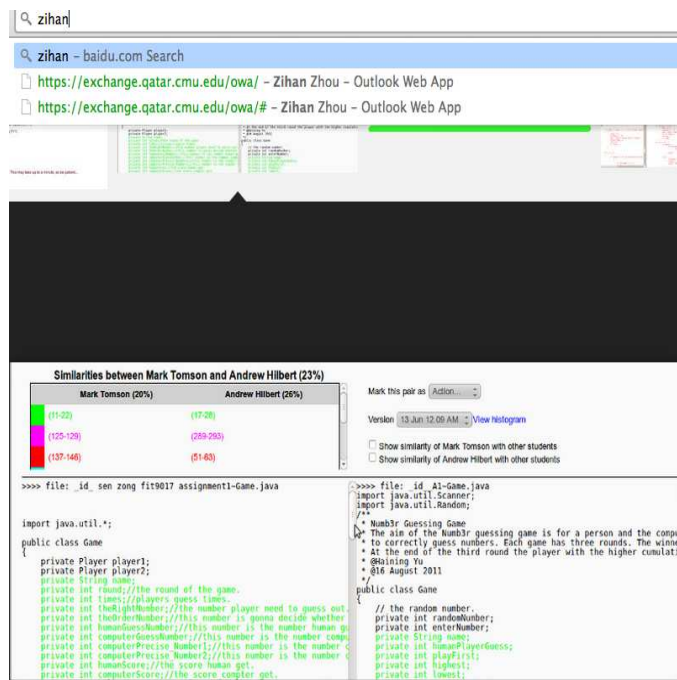 zihan
zihan – baidu.com Search
https://exchange.qatar.cmu.edu/owa/ – Zihan Zhou – Outlook Web App
https://exchange.qatar.cmu.edu/owa/# – Zihan Zhou – Outlook Web App
Similarities between Mark Tomson and Andrew Hilbert (23%)
Mark Tomson (20%) Andrew Hilbert (26%)
(11-22) (17-28)
(125-129) (289-293)
(137-146) (51-63)
Mark this pair as Action...
Version 13 Jun 12.09 AM View histogram
Show similarity of Mark Tomson with other students
Show similarity of Andrew Hilbert with other students
>>>> file: _id_ sen zong fit9017 assignment1-Game.java
import java.util.*;
public class Game
{
private Player player1;
private Player player2;
private String name;
private int round;//the round of the game.
private int times;//players guess times.
private int theRightNumber;//the number player need to guess out.
private int theOrderNumber;//this number is gonna decide whether
private int humanGuessNumber;//this number is the number human gu
private int computerGuessNumber;//this number is the number compu
private int computerPrecise_Number1;//this number is the number c
private int computerPrecise_Number2;//this number is the number c
private int humanScore;//the score human get.
private int computerScore;//the score compter get.
>>>> file: _id_ A1-Game.java
import java.util.Scanner;
import java.util.Random;
/**
* Numb3r Guessing Game
* The aim of the Numb3r guessing game is for a person and the compu
* to correctly guess numbers. Each game has three rounds. The winne
* At the end of the third round the player with the higher cumulati
* @Haining Yu
* @16 August 2011
*/
public class Game
{
// the random number.
private int randomNunber;
private int enterNumber;
private String name;
private int humanPlayerGuess;
private int playFirst;
private int highest;
private int lowest;